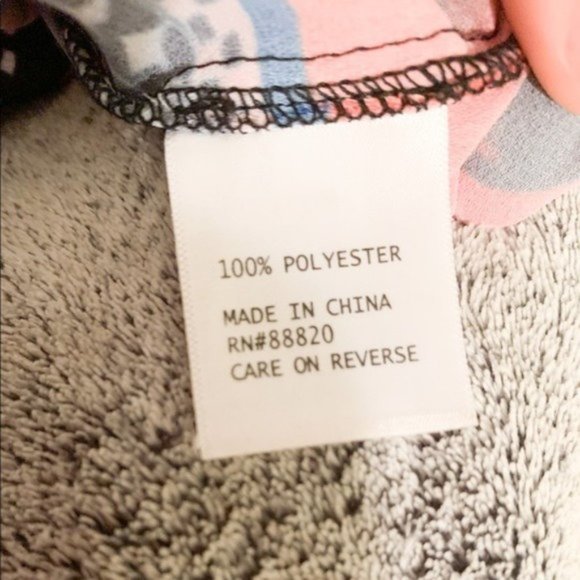 100% POLYESTER
MADE IN CHINA
RN#88820
CARE ON REVERSE